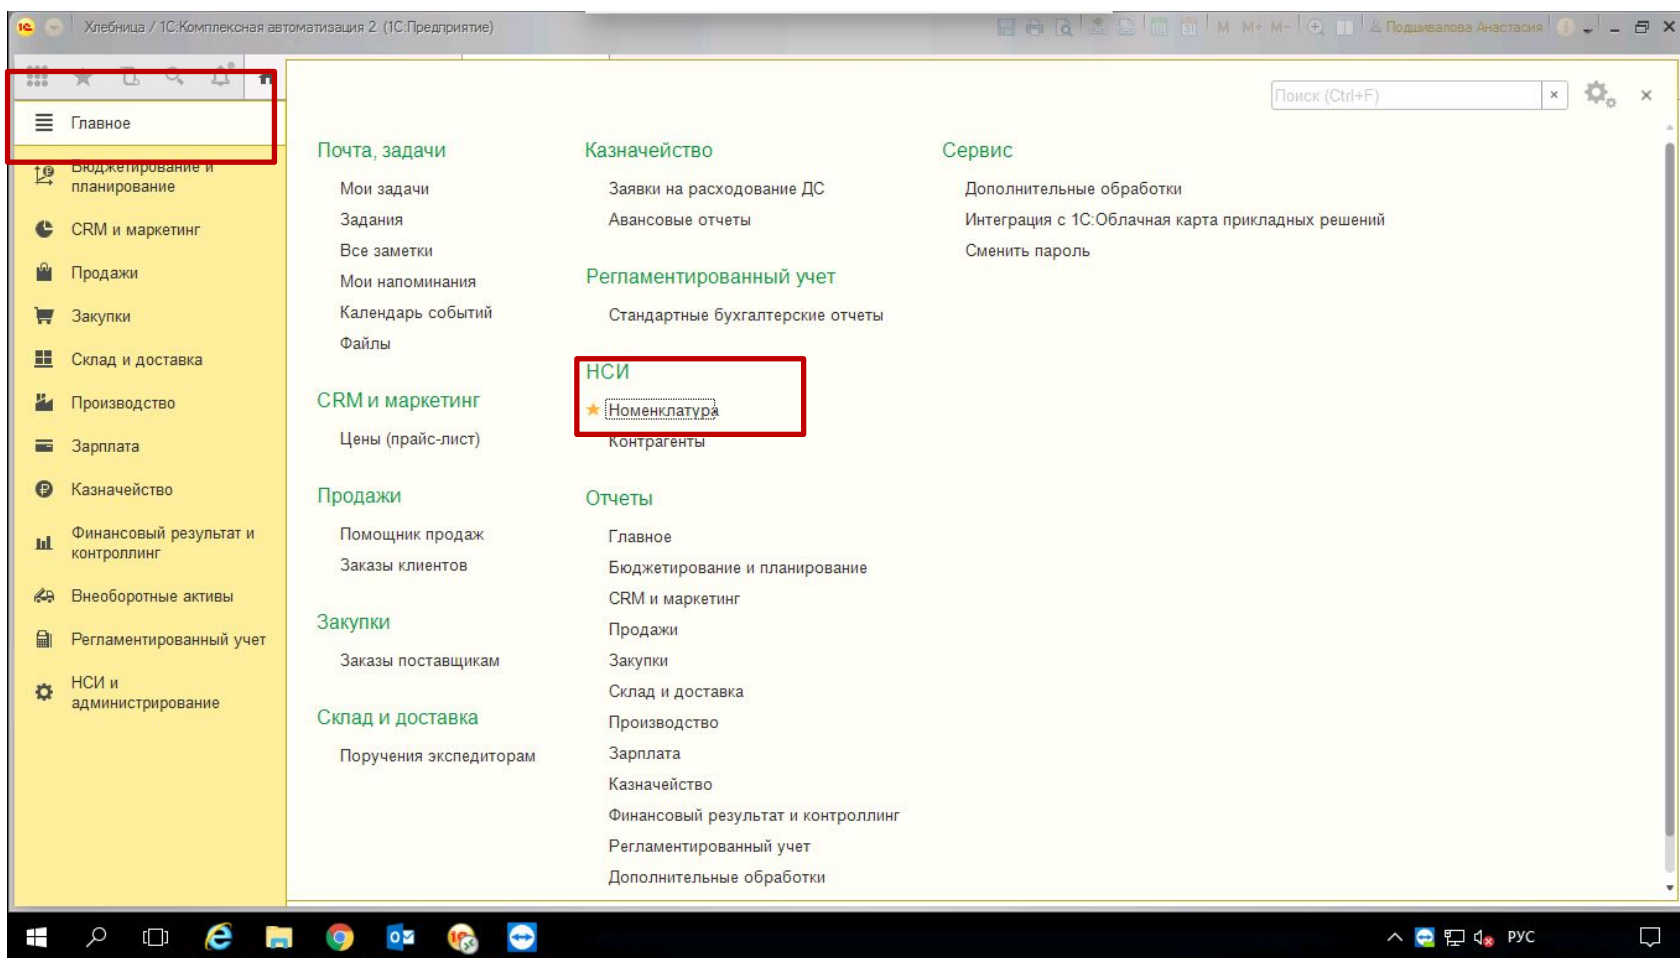 Хлебница / 1С:Комплексная автоматизация 2 (1С:Предприятие)
M M+ M-
Подшивалова Анастасия
Поиск (Ctrl+F)
Главное
Бюджетирование и
планирование
CRM и маркетинг
Продажи
Закупки
Склад и доставка
Производство
Зарплата
Казначейство
Финансовый результат и
контроллинг
Внеоборотные активы
Регламентированный учет
НСИ и
администрирование
Почта, задачи
Мои задачи
Задания
Все заметки
Мои напоминания
Календарь событий
Файлы
CRM и маркетинг
Цены (прайс-лист)
Продажи
Помощник продаж
Заказы клиентов
Закупки
Заказы поставщикам
Склад и доставка
Поручения экспедиторам
Казначейство
Заявки на расходование ДС
Авансовые отчеты
Регламентированный учет
Стандартные бухгалтерские отчеты
НСИ
Номенклатура
Контрагенты
Отчеты
Главное
Бюджетирование и планирование
CRM и маркетинг
Продажи
Закупки
Склад и доставка
Производство
Зарплата
Казначейство
Финансовый результат и контроллинг
Регламентированный учет
Дополнительные обработки
Сервис
Дополнительные обработки
Интеграция с 1С:Облачная карта прикладных решений
Сменить пароль
РУС